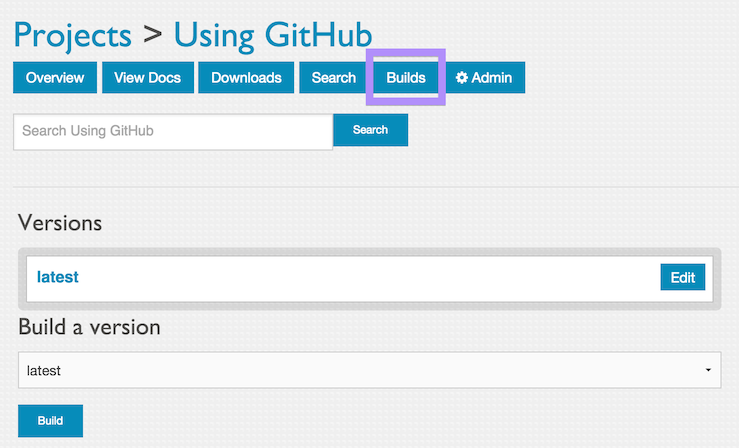 Projects > Using GitHub
Overview View Docs Downloads Search Builds Admin
Search Using GitHub Search
Versions
latest Edit
Build a version
latest
Build